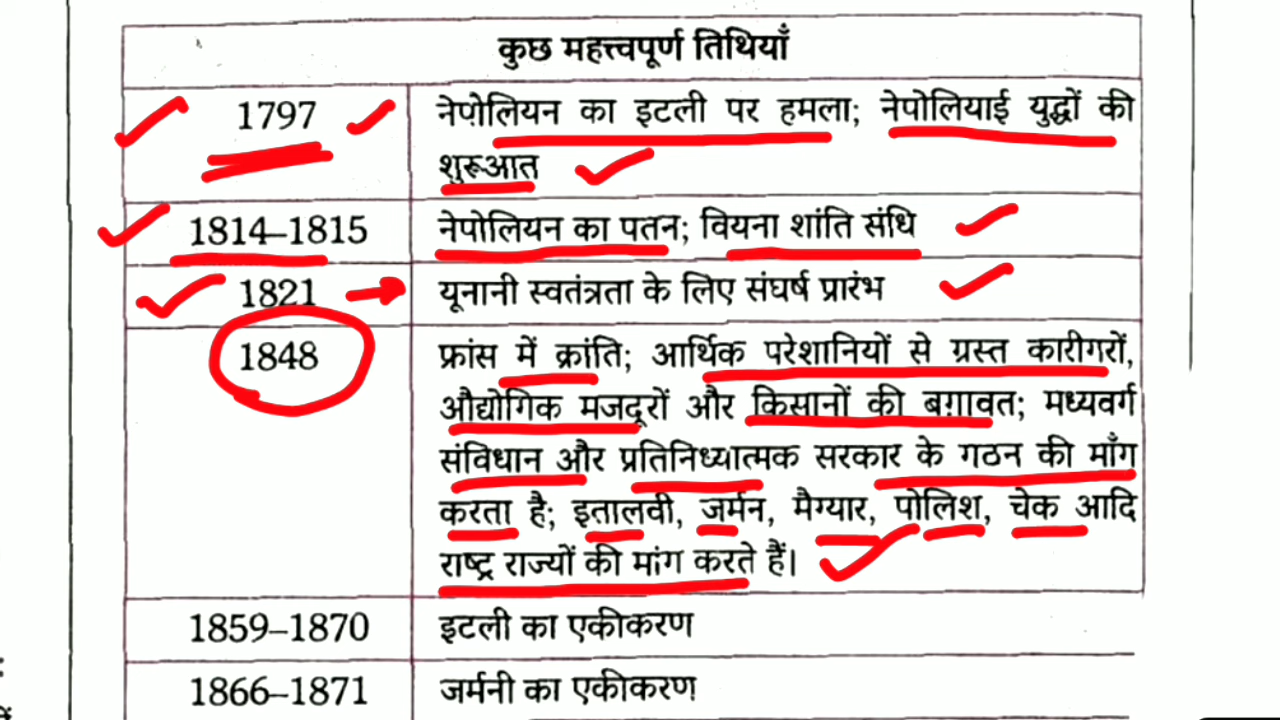 कुछ महत्त्वपूर्ण तिथियाँ
1797 नेपोलियन का इटली पर हमला; नेपोलियाई युद्धों की
शुरूआत
1814–1815 नेपोलियन का पतन; वियना शांति संधि
1821 यूनानी स्वतंत्रता के लिए संघर्ष प्रारंभ
1848 फ्रांस में क्रांति; आर्थिक परेशानियों से ग्रस्त कारीगरों,
औद्योगिक मजदूरों और किसानों की बग़ावत; मध्यवर्ग
संविधान और प्रतिनिध्यात्मक सरकार के गठन की माँग
करता है; इतालवी, जर्मन, मैग्यार, पोलिश, चेक आदि
राष्ट्र राज्यों की मांग करते हैं।
1859–1870 इटली का एकीकरण
1866–1871 जर्मनी का एकीकरण